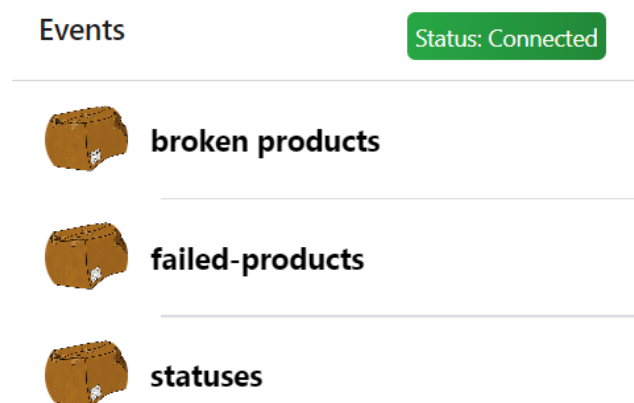 Events
Status: Connected
broken products
failed-products
statuses